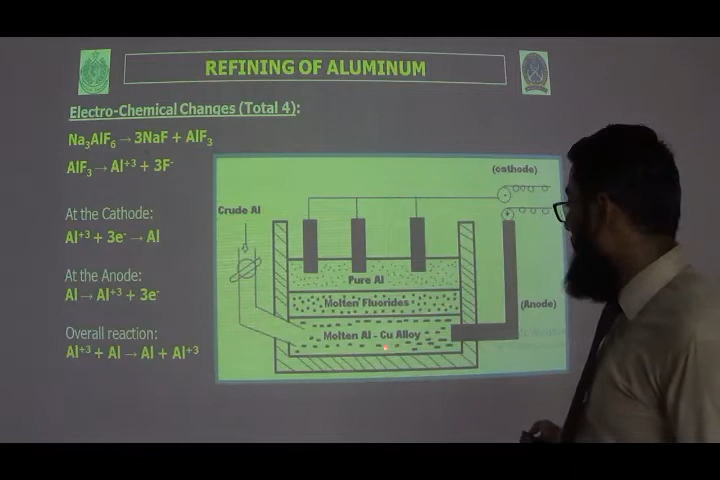 REFINING OF ALUMINUM
Electro-Chemical Changes (Total 4):
Na₃AlF₆ → 3NaF + AlF₃
AlF₃ → Al⁺³ + 3F⁻
At the Cathode:
Al⁺³ + 3e⁻ → Al
At the Anode:
Al → Al⁺³ + 3e⁻
Overall reaction:
Al⁺³ + Al → Al + Al⁺³
(cathode)
Crude Al
Pure Al
Molten Fluorides
(Anode)
Molten Al - Cu Alloy